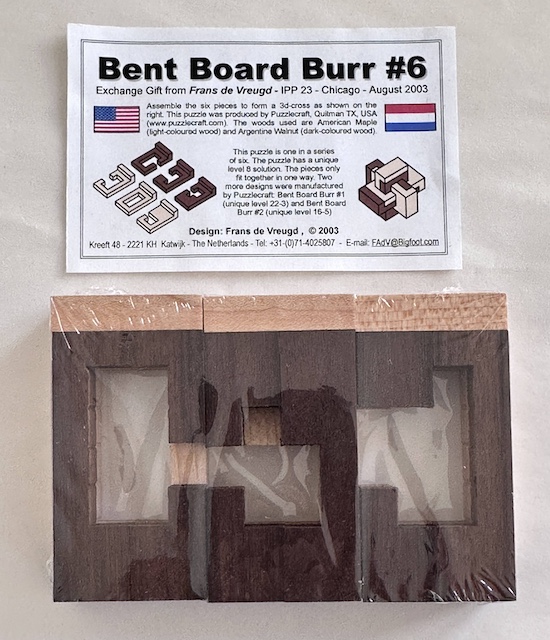 Bent Board Burr #6
Exchange Gift from Frans de Vreugd - IPP 23 - Chicago - August 2003
Assemble the six pieces to form a 3d-cross as shown on the
right. This puzzle was produced by Puzzlecraft, Quitman TX, USA
(www.puzzlecraft.com). The woods used are American Maple
(light-coloured wood) and Argentine Walnut (dark-coloured wood).
This puzzle is one in a series
of six. The puzzle has a unique
level 8 solution. The pieces only
fit together in one way. Two
more designs were manufactured
by Puzzlecraft: Bent Board Burr #1
(unique level 22-3) and Bent Board
Burr #2 (unique level 16-5)
Design: Frans de Vreugd , © 2003
Kreeft 48 - 2221 KH Katwijk - The Netherlands - Tel: +31-(0)71-4025807 - E-mail: FAdV@Bigfoot.com